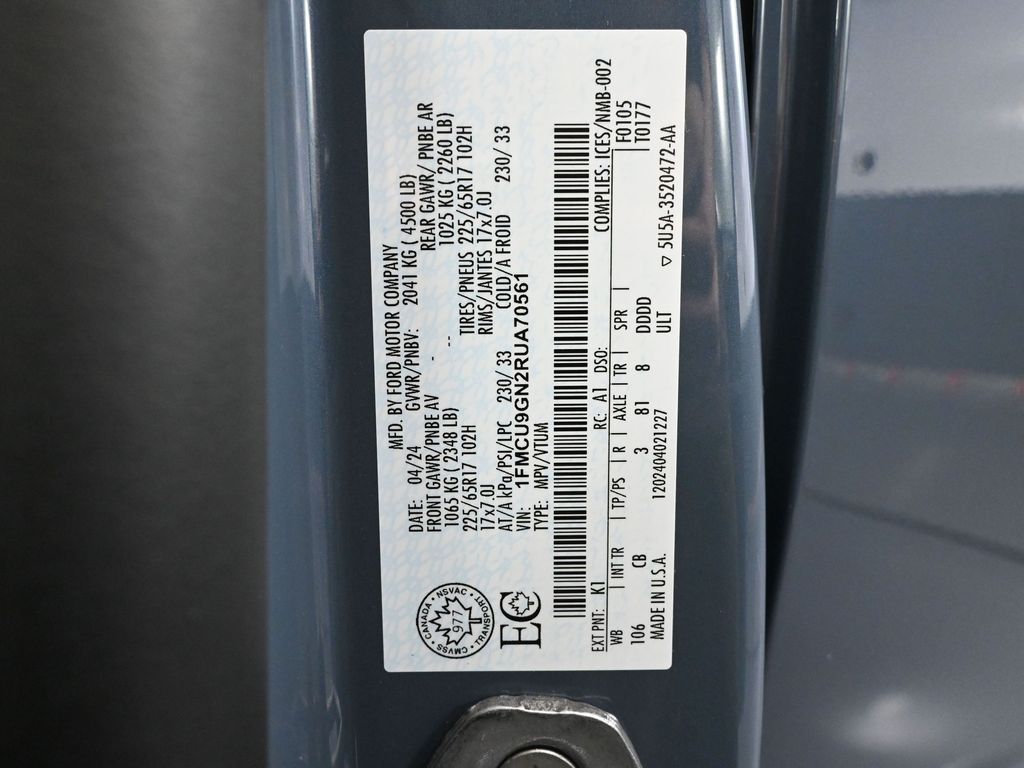 MFD. BY FORD MOTOR COMPANY
DATE: 04/24 GVWR/PNBV: 2041 KG ( 4500 LB)
FRONT GAWR/PNBE AV - REAR GAWR/ PNBE AR
1065 KG ( 2348 LB) -- 1025 KG ( 2260 LB)
225/65R17 102H TIRES/PNEUS 225/65R17 102H
17x7.0J RIMS/JANTES 17x7.0J
AT/A kPa/PSI/LPC 230/ 33 COLD/A FROID 230/ 33
VIN: 1FMCU9GN2RUA70561
TYPE: MPV/VTUM
CANADA NSVAC CMVSS TRANSPORT
977
EC
COMPLIES: ICES/NMB-002
EXT PNT: K1 RC: A1 DSO: F0105
WB | INT TR | TP/PS | R | AXLE | TR | SPR | T0177
106 CB 3 81 8 DDDD
MADE IN U.S.A. 1202404021227 ULT ▽ 5U5A-3520472-AA